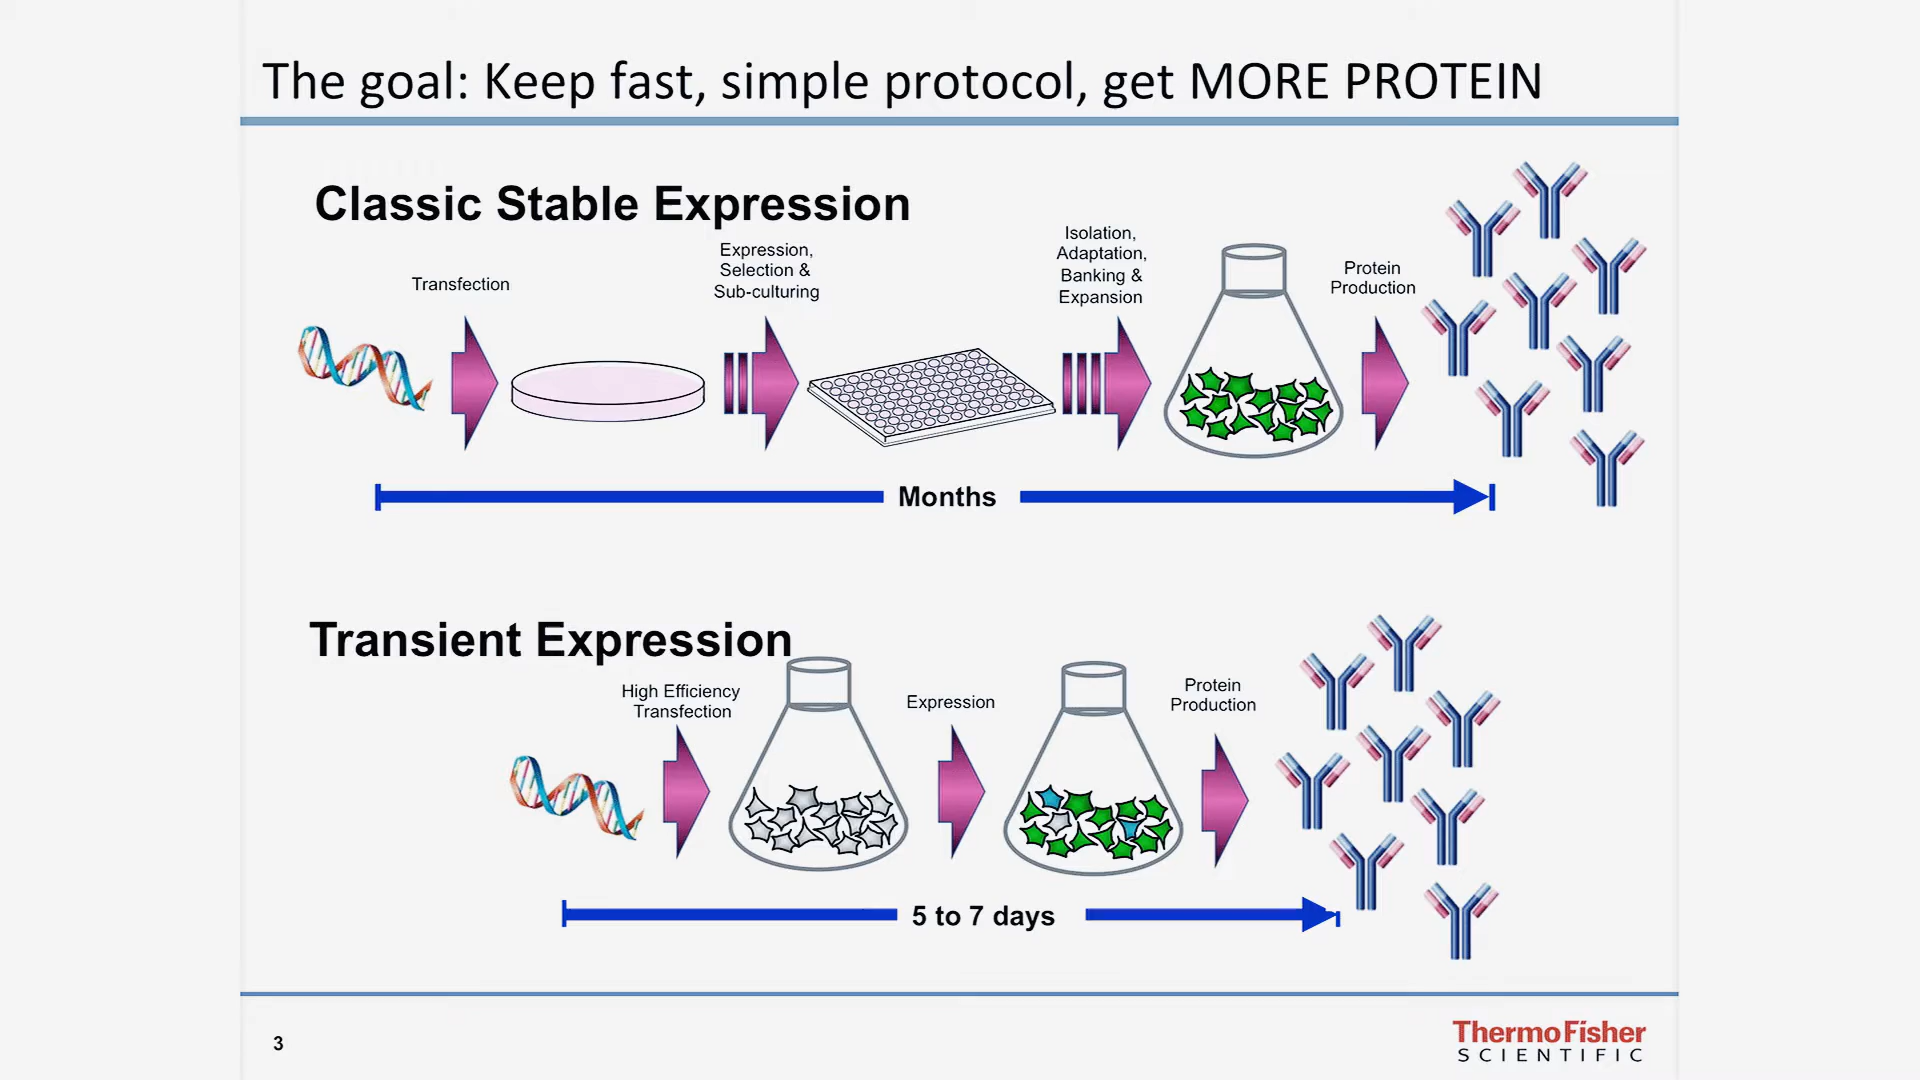 The goal: Keep fast, simple protocol, get MORE PROTEIN
Classic Stable Expression
Transfection
Expression,
Selection &
Sub-culturing
Isolation,
Adaptation,
Banking &
Expansion
Protein
Production
Months
Transient Expression
High Efficiency
Transfection
Expression
Protein
Production
5 to 7 days
3
ThermoFisher
SCIENTIFIC